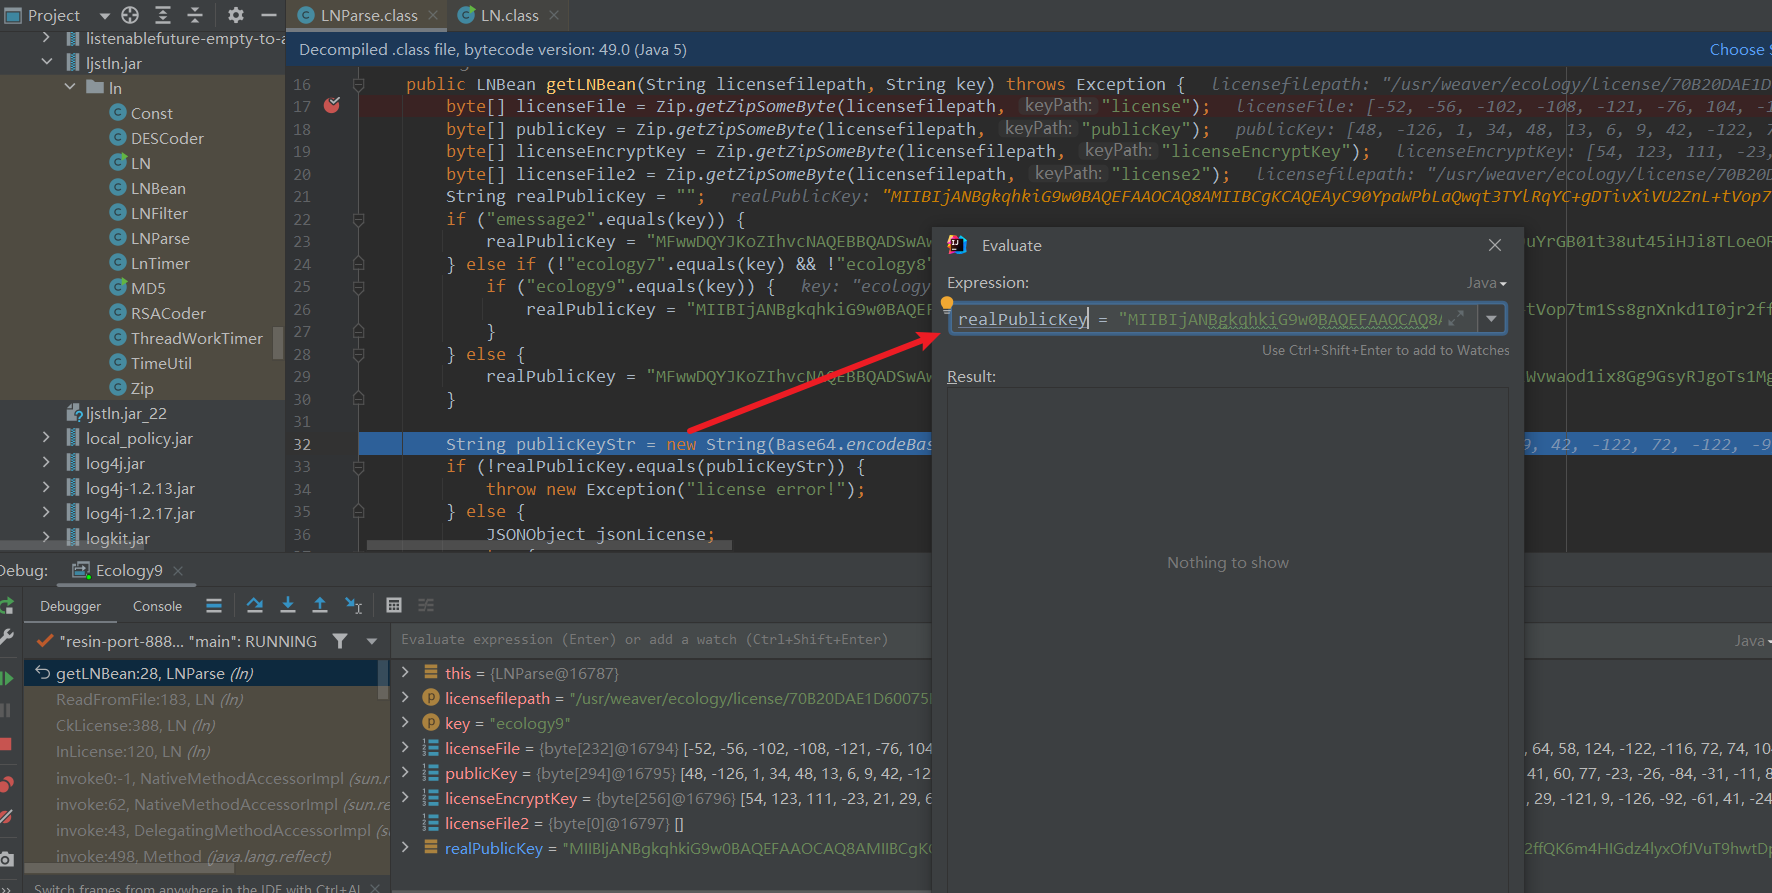 Project
LNParse.class
LN.class
Decompiled .class file, bytecode version: 49.0 (Java 5)
Choose
listenablefuture-empty-to-a
ljstln.jar
ln
Const
DESCoder
LN
LNBean
LNFilter
LNParse
LnTimer
MD5
RSACoder
ThreadWorkTimer
TimeUtil
Zip
ljstln.jar_22
local_policy.jar
log4j.jar
log4j-1.2.13.jar
log4j-1.2.17.jar
logkit.jar
16 public LNBean getLNBean(String licensefilepath, String key) throws Exception { licensefilepath: "/usr/weaver/ecology/license/70B20DAE1D
17 byte[] licenseFile = Zip.getZipSomeByte(licensefilepath, keyPath: "license"); licenseFile: [-52, -56, -102, -108, -121, -76, 104, -1
18 byte[] publicKey = Zip.getZipSomeByte(licensefilepath, keyPath: "publicKey"); publicKey: [48, -126, 1, 34, 48, 13, 6, 9, 42, -122, 7
19 byte[] licenseEncryptKey = Zip.getZipSomeByte(licensefilepath, keyPath: "licenseEncryptKey"); licenseEncryptKey: [54, 123, 111, -23,
20 byte[] licenseFile2 = Zip.getZipSomeByte(licensefilepath, keyPath: "license2"); licensefilepath: "/usr/weaver/ecology/license/70B20D
21 String realPublicKey = ""; realPublicKey: "MIIBIjANBgkqhkiG9w0BAQEFAAOCAQ8AMIIBCgKCAQEAyC90YpaWPbLaQwqt3TYlRqYC+gDTivXiVU2ZnL+tVop7
22 if ("emessage2".equals(key)) {
23 realPublicKey = "MFwwDQYJKoZIhvcNAQEBBQADSwAw uYrGB01t38ut45iHJi8TLoeOR
24 } else if (!"ecology7".equals(key) && !"ecology8"
25 if ("ecology9".equals(key)) { key: "ecology
26 realPublicKey = "MIIBIjANBgkqhkiG9w0BAQEF tVop7tm1Ss8gnXnkd1I0jr2ff
27 }
28 } else {
29 realPublicKey = "MFwwDQYJKoZIhvcNAQEBBQADSwAw Wvwaod1ix8Gg9GsyRJgoTs1Mg
30 }
31
32 String publicKeyStr = new String(Base64.encodeBas 9, 42, -122, 72, -122, -9
33 if (!realPublicKey.equals(publicKeyStr)) {
34 throw new Exception("license error!");
35 } else {
36 JSONObject jsonLicense;
Evaluate
Expression:
Java
realPublicKey = "MIIBIjANBgkqhkiG9w0BAQEFAAOCAQ8A
Use Ctrl+Shift+Enter to add to Watches
Result:
Nothing to show
Debug:
Ecology9
Debugger
Console
"resin-port-888... "main": RUNNING
Evaluate expression (Enter) or add a watch (Ctrl+Shift+Enter)
Java
getLNBean:28, LNParse (ln)
ReadFromFile:183, LN (ln)
CkLicense:388, LN (ln)
InLicense:120, LN (ln)
invoke0:-1, NativeMethodAccessorImpl (sun.r
invoke:62, NativeMethodAccessorImpl (sun.re
invoke:43, DelegatingMethodAccessorImpl (su
invoke:498, Method (java.lang.reflect)
Switch frames from anywhere in the IDE with Ctrl+Al
this = {LNParse@16787}
licensefilepath = "/usr/weaver/ecology/license/70B20DAE1D60075
key = "ecology9"
licenseFile = {byte[232]@16794} [-52, -56, -102, -108, -121, -76, 104, 64, 58, 124, -122, -116, 72, 74, 10
publicKey = {byte[294]@16795} [48, -126, 1, 34, 48, 13, 6, 9, 42, -12 41, 60, 77, -23, -26, -84, -31, -11, 8
licenseEncryptKey = {byte[256]@16796} [54, 123, 111, -23, 21, 29, 6 29, -121, 9, -126, -92, -61, 41, -24
licenseFile2 = {byte[0]@16797} []
realPublicKey = "MIIBIjANBgkqhkiG9w0BAQEFAAOCAQ8AMIIBCgK 2ffQK6m4HIGdz4lyxOfJVuT9hwtDp